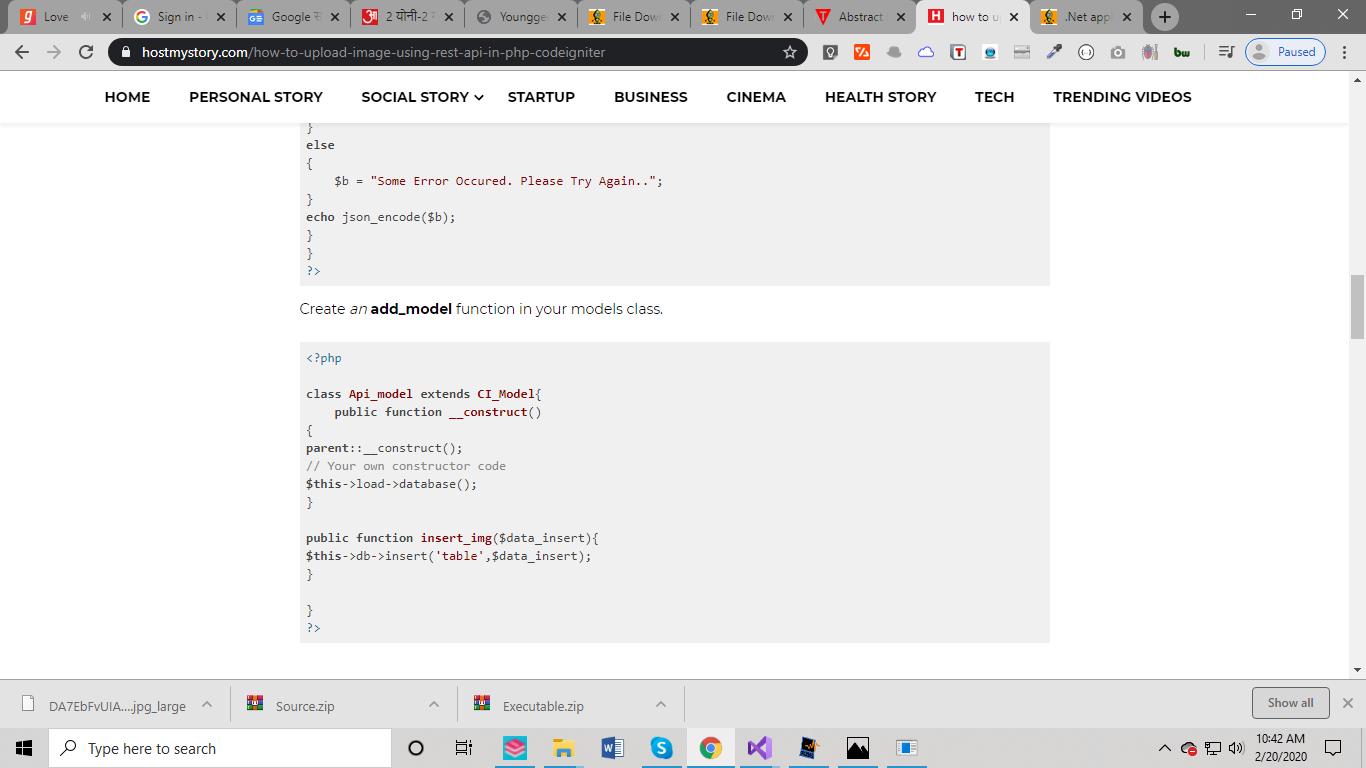 Love
Sign in -
Google स
2 योनी-2
Youngge
File Dow
File Dow
Abstract
how to u
.Net appl
hostmystory.com/how-to-upload-image-using-rest-api-in-php-codeigniter
Paused
HOME PERSONAL STORY SOCIAL STORY STARTUP BUSINESS CINEMA HEALTH STORY TECH TRENDING VIDEOS
}
else
{
$b = "Some Error Occured. Please Try Again..";
}
echo json_encode($b);
}
}
?>
Create an add_model function in your models class.
<?php
class Api_model extends CI_Model{
public function __construct()
{
parent::__construct();
// Your own constructor code
$this->load->database();
}
public function insert_img($data_insert){
$this->db->insert('table',$data_insert);
}
}
?>
DA7EbFvUIA....jpg_large
Source.zip
Executable.zip
Show all
Type here to search
10:42 AM
2/20/2020